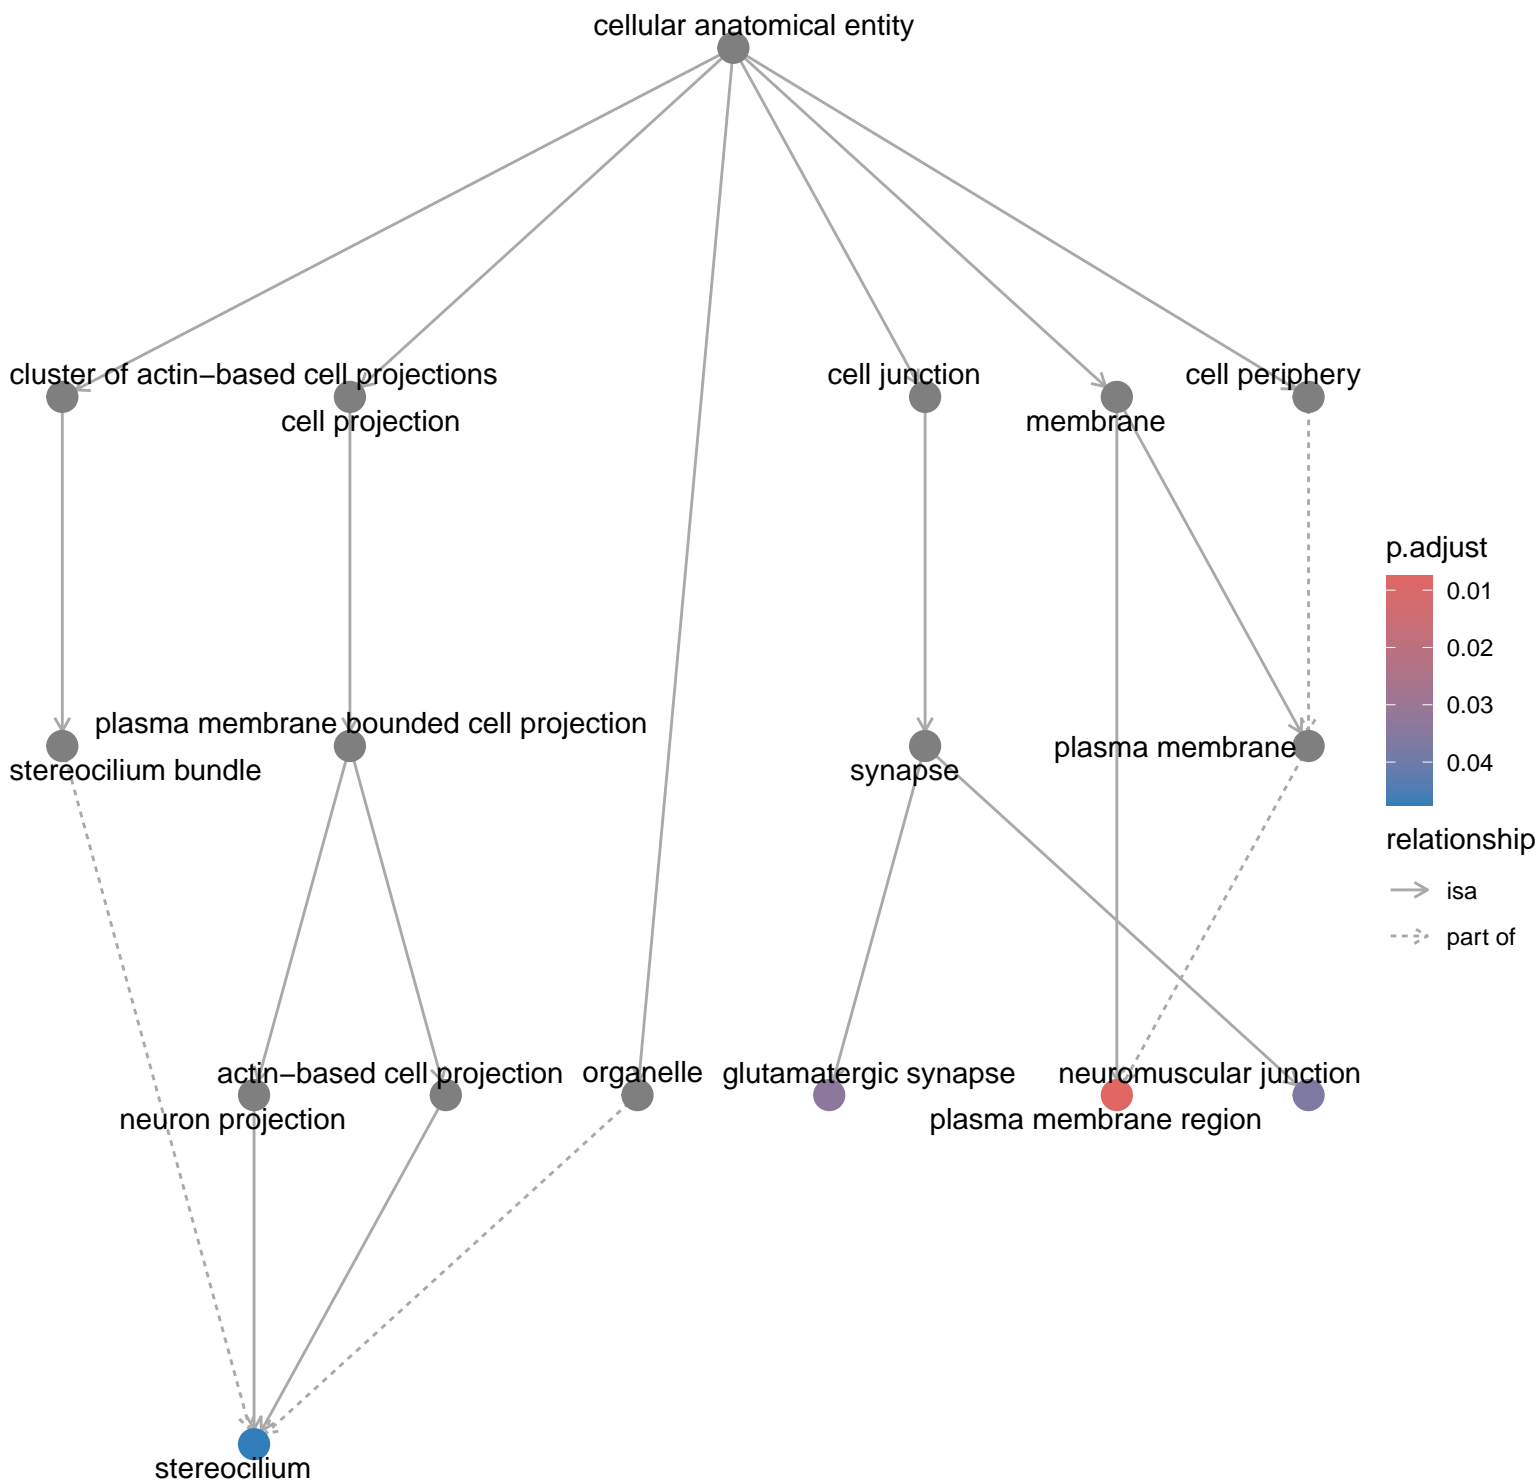 cellular anatomical entity
cluster of actin−based cell projections
cell junction
cell periphery
cell projection
membrane
p.adjust
0.01
0.02
0.03
0.04
plasma membrane bounded cell projection
plasma membrane
stereocilium bundle
synapse
relationship
isa
part of
actin−based cell projection
organelle
glutamatergic synapse
neuromuscular junction
neuron projection
plasma membrane region
stereocilium